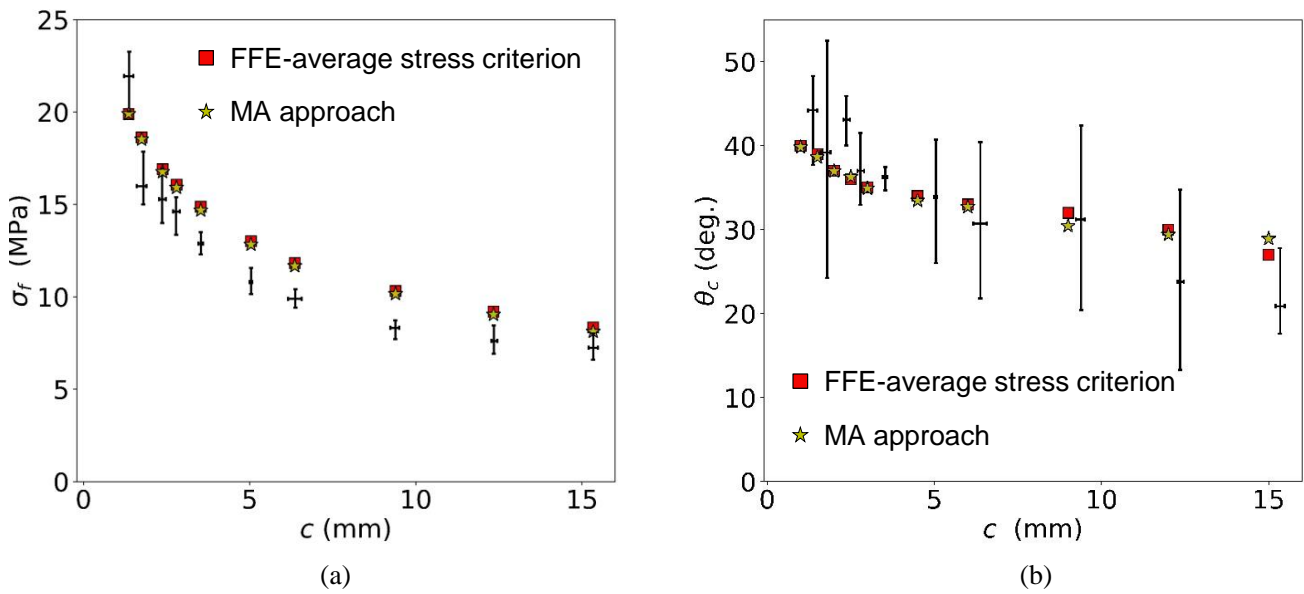 25
20
15
10
5
0
σf (MPa)
FFE-average stress criterion
MA approach
0 5 10 15
c (mm)
(a)
50
40
30
20
10
0
θc (deg.)
FFE-average stress criterion
MA approach
0 5 10 15
c (mm)
(b)